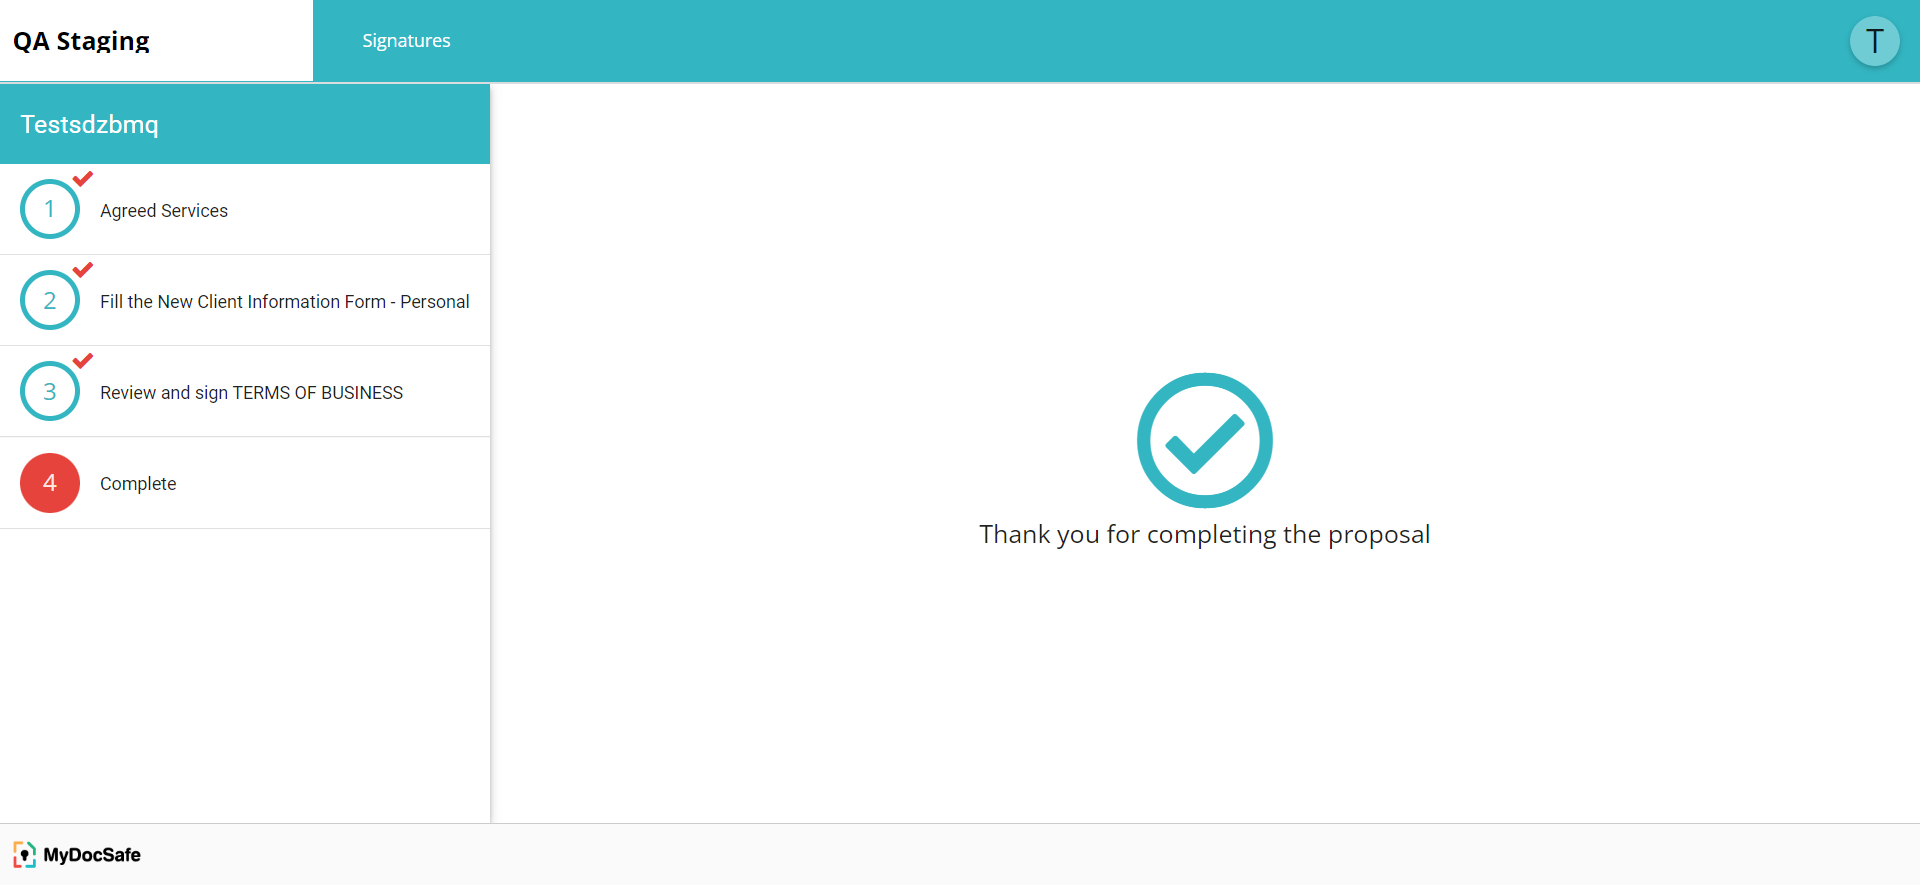 QA Staging
Signatures
T
Testsdzbmq
1 Agreed Services
2 Fill the New Client Information Form - Personal
3 Review and sign TERMS OF BUSINESS
4 Complete
Thank you for completing the proposal
MyDocSafe